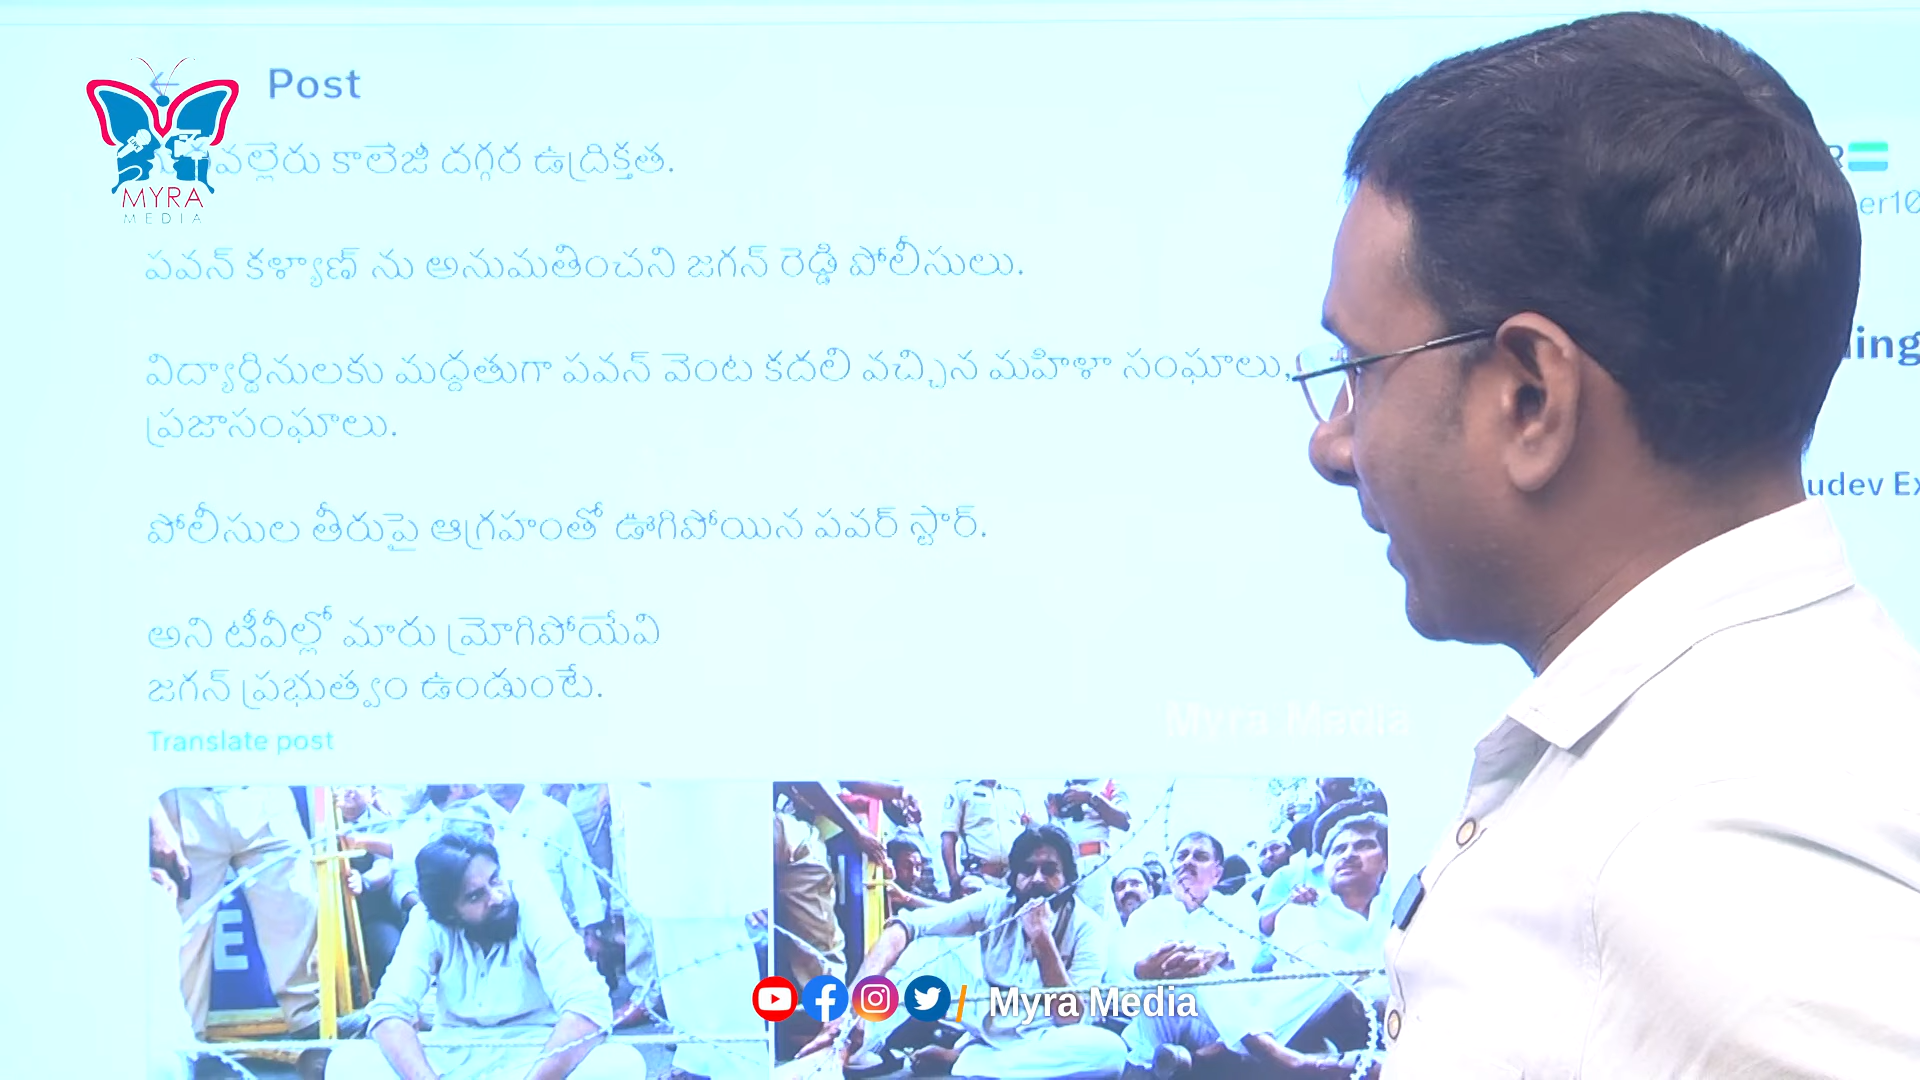 Post
కాలేజీ దగ్గర ఉద్రిక్తత.
పవన్ కళ్యాణ్ ను అనుమతించని జగన్ రెడ్డి పోలీసులు.
విద్యార్థినులకు మద్దతుగా పవన్ వెంట కదలి వచ్చిన మహిళా సంఘాలు,
ప్రజాసంఘాలు.
పోలీసుల తీరుపై ఆగ్రహంతో ఊగిపోయిన పవర్ స్టార్.
అని టీవీల్లో మారు మ్రోగిపోయేవి
జగన్ ప్రభుత్వం ఉండుంటే.
Translate post
MYRA
MEDIA
Myra Media
E
Myra Media